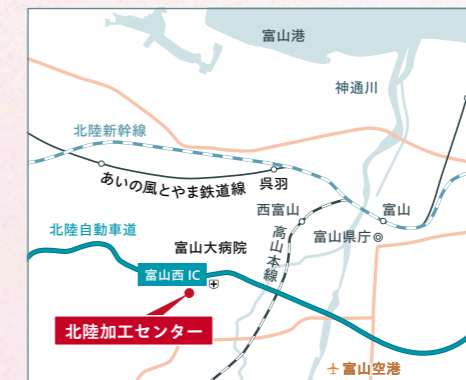 富山港
神通川
北陸新幹線
あいの風とやま鉄道線
呉羽
西富山
富山
高山本線
富山県庁
北陸自動車道
富山大病院
富山西 IC
北陸加工センター
富山空港